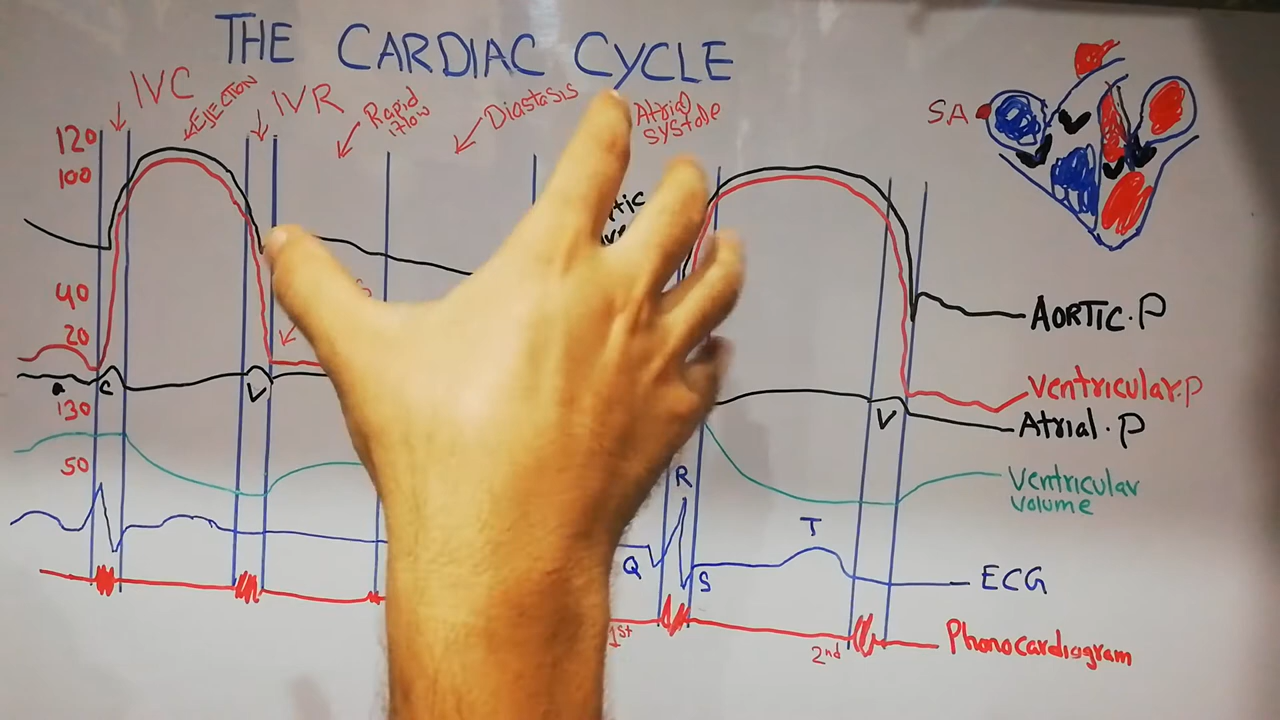 THE CARDIAC CYCLE
IVC
EJECTION
IVR
Rapid
iflow
Diastasis
Atrial
systole
SA
120
100
40
20
130
50
a
c
V
V
AORTIC.P
Ventricular.P
Atrial.P
Ventricular
volume
R
Q
S
T
ECG
1st
2nd
Phonocardiogram